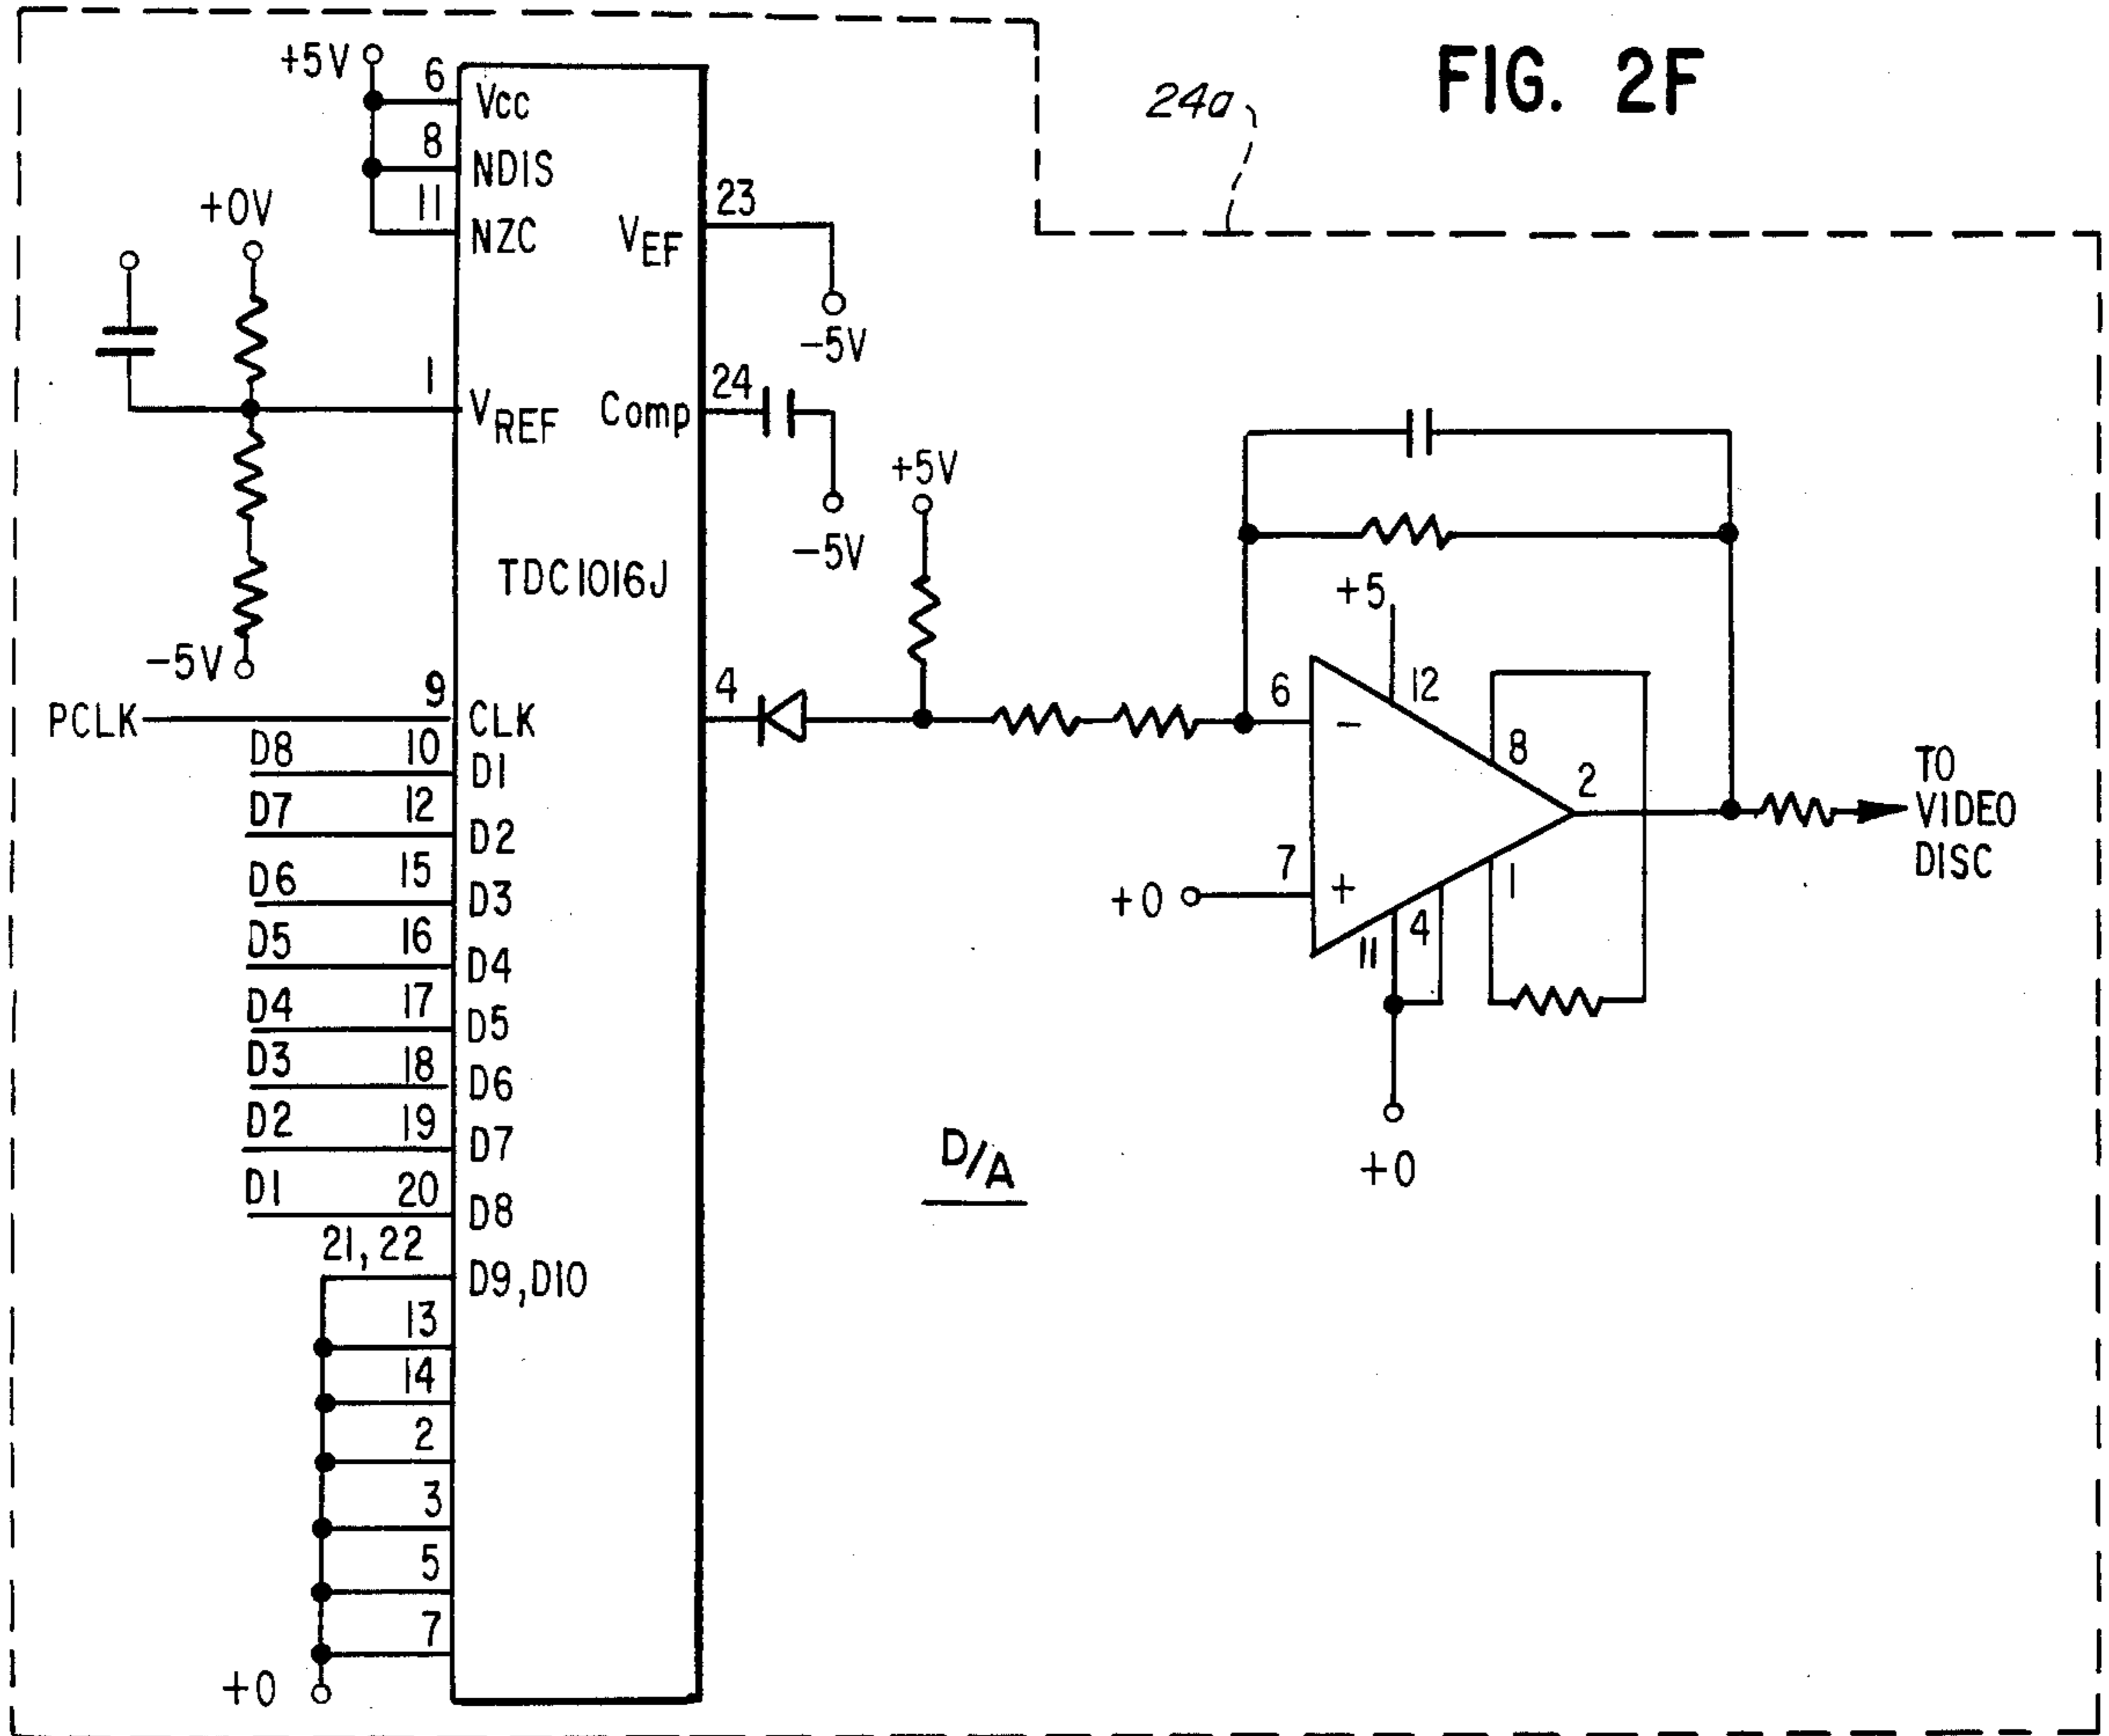 FIG. 2F
24a
+5V
6
Vcc
8
NDIS
11
NZC
+0V
1
VREF
-5V
23
VEF
-5V
24
Comp
-5V
TDC1016J
PCLK
9
CLK
D8
10
D1
D7
12
D2
D6
15
D3
D5
16
D4
D4
17
D5
D3
18
D6
D2
19
D7
D1
20
D8
21, 22
D9, D10
13
14
2
3
5
7
+0
4
+5V
6
-
+5
12
8
2
7
+
+0
11
4
1
+0
TO
VIDEO
DISC
D/A